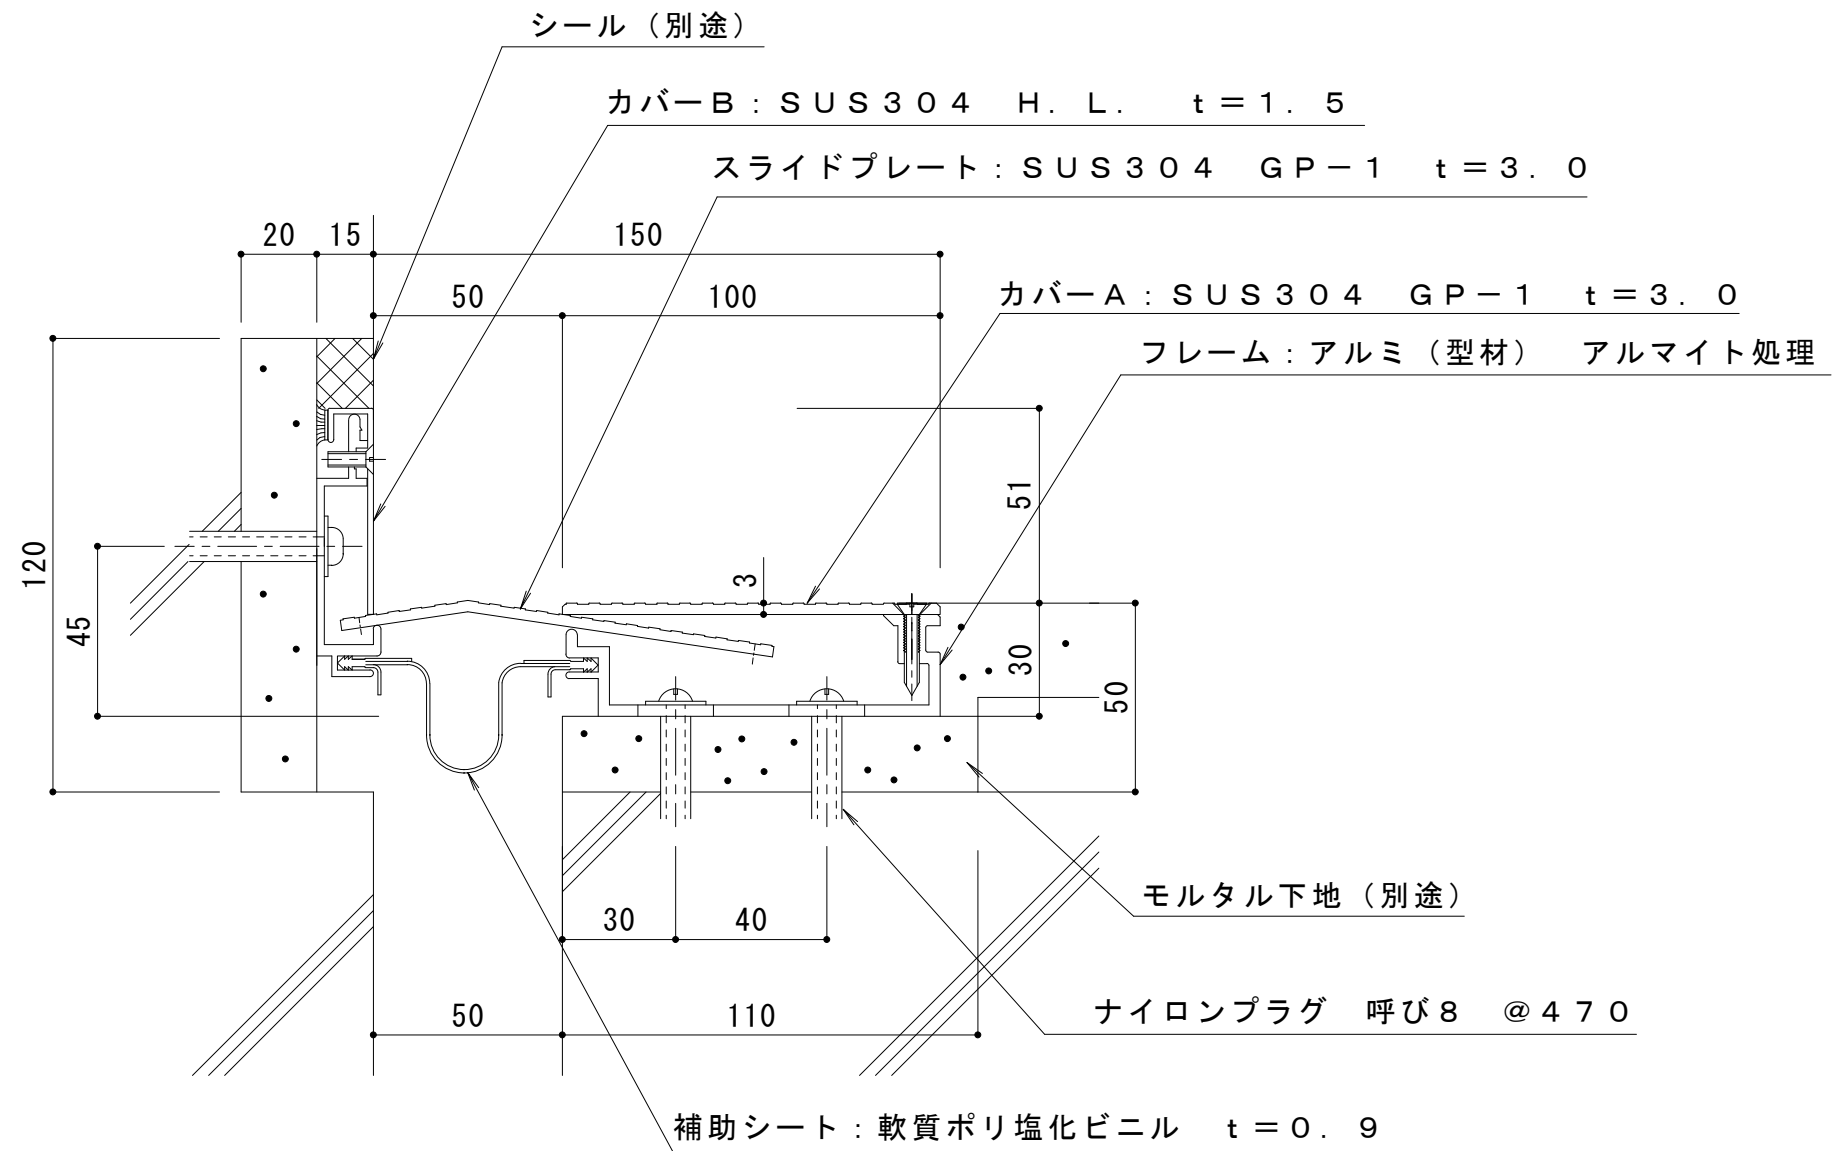 シール（別途）
カバーＢ：ＳＵＳ３０４　Ｈ．Ｌ．　ｔ＝１．５
スライドプレート：ＳＵＳ３０４　ＧＰ－１　ｔ＝３．０
20 15 150
50 100
カバーＡ：ＳＵＳ３０４　ＧＰ－１　ｔ＝３．０
フレーム：アルミ（型材）　アルマイト処理
51
120
3
45
30
50
モルタル下地（別途）
30 40
ナイロンプラグ　呼び８　＠４７０
50 110
補助シート：軟質ポリ塩化ビニル　ｔ＝０．９